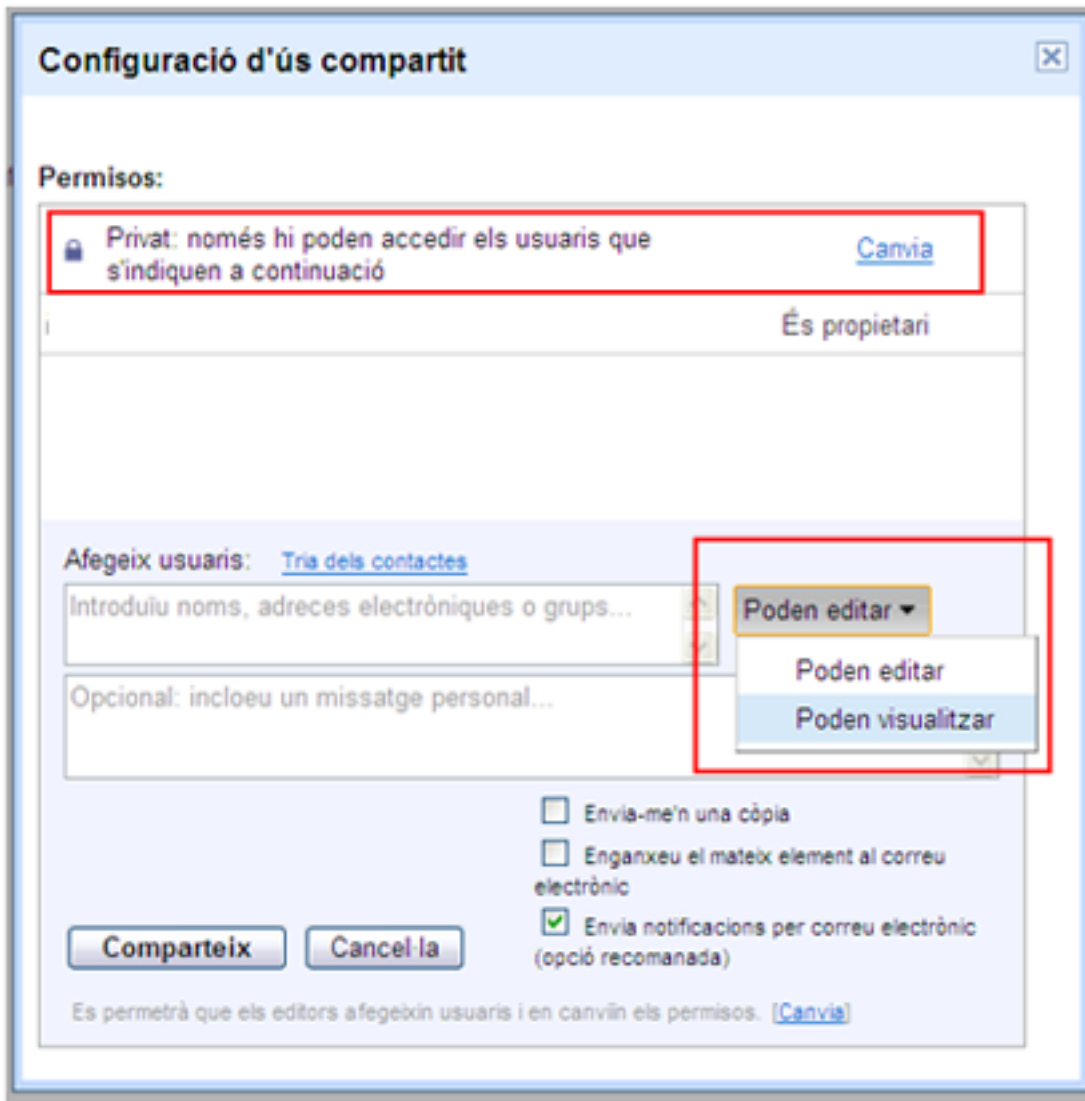 Configuració d'ús compartit
Permisos:
Privat: només hi poden accedir els usuaris que
s'indiquen a continuació
Canvia
És propietari
Afegeix usuaris: Tria dels contactes
Introduïu noms, adreces electròniques o grups...
Poden editar
Poden editar
Poden visualitzar
Opcional: incloeu un missatge personal...
Envia-me'n una còpia
Enganxeu el mateix element al correu
electrònic
Envia notificacions per correu electrònic
(opció recomanada)
Comparteix Cancel·la
Es permetrà que els editors afegeixin usuaris i en canviïn els permisos. [Canvia]